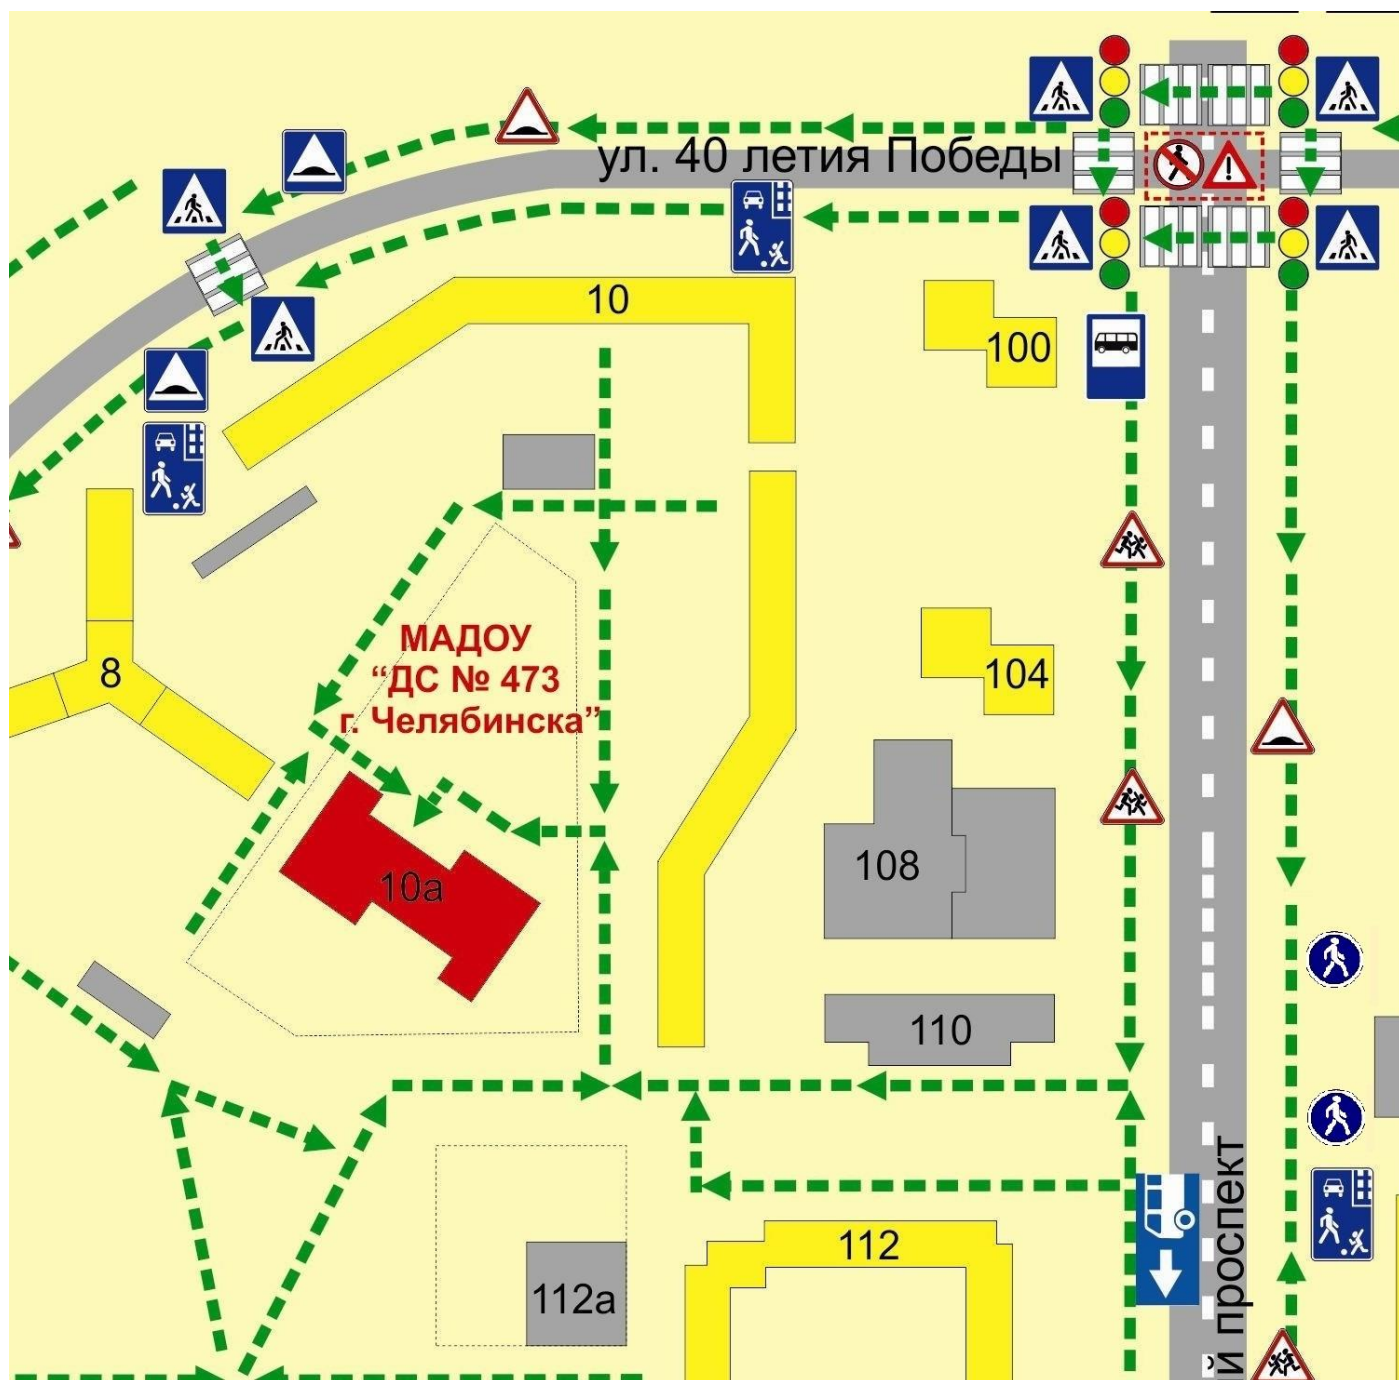 ул. 40 летия Победы
10
100
МАДОУ
“ДС № 473
г. Челябинска”
8
104
108
10а
110
112
112а
й проспект